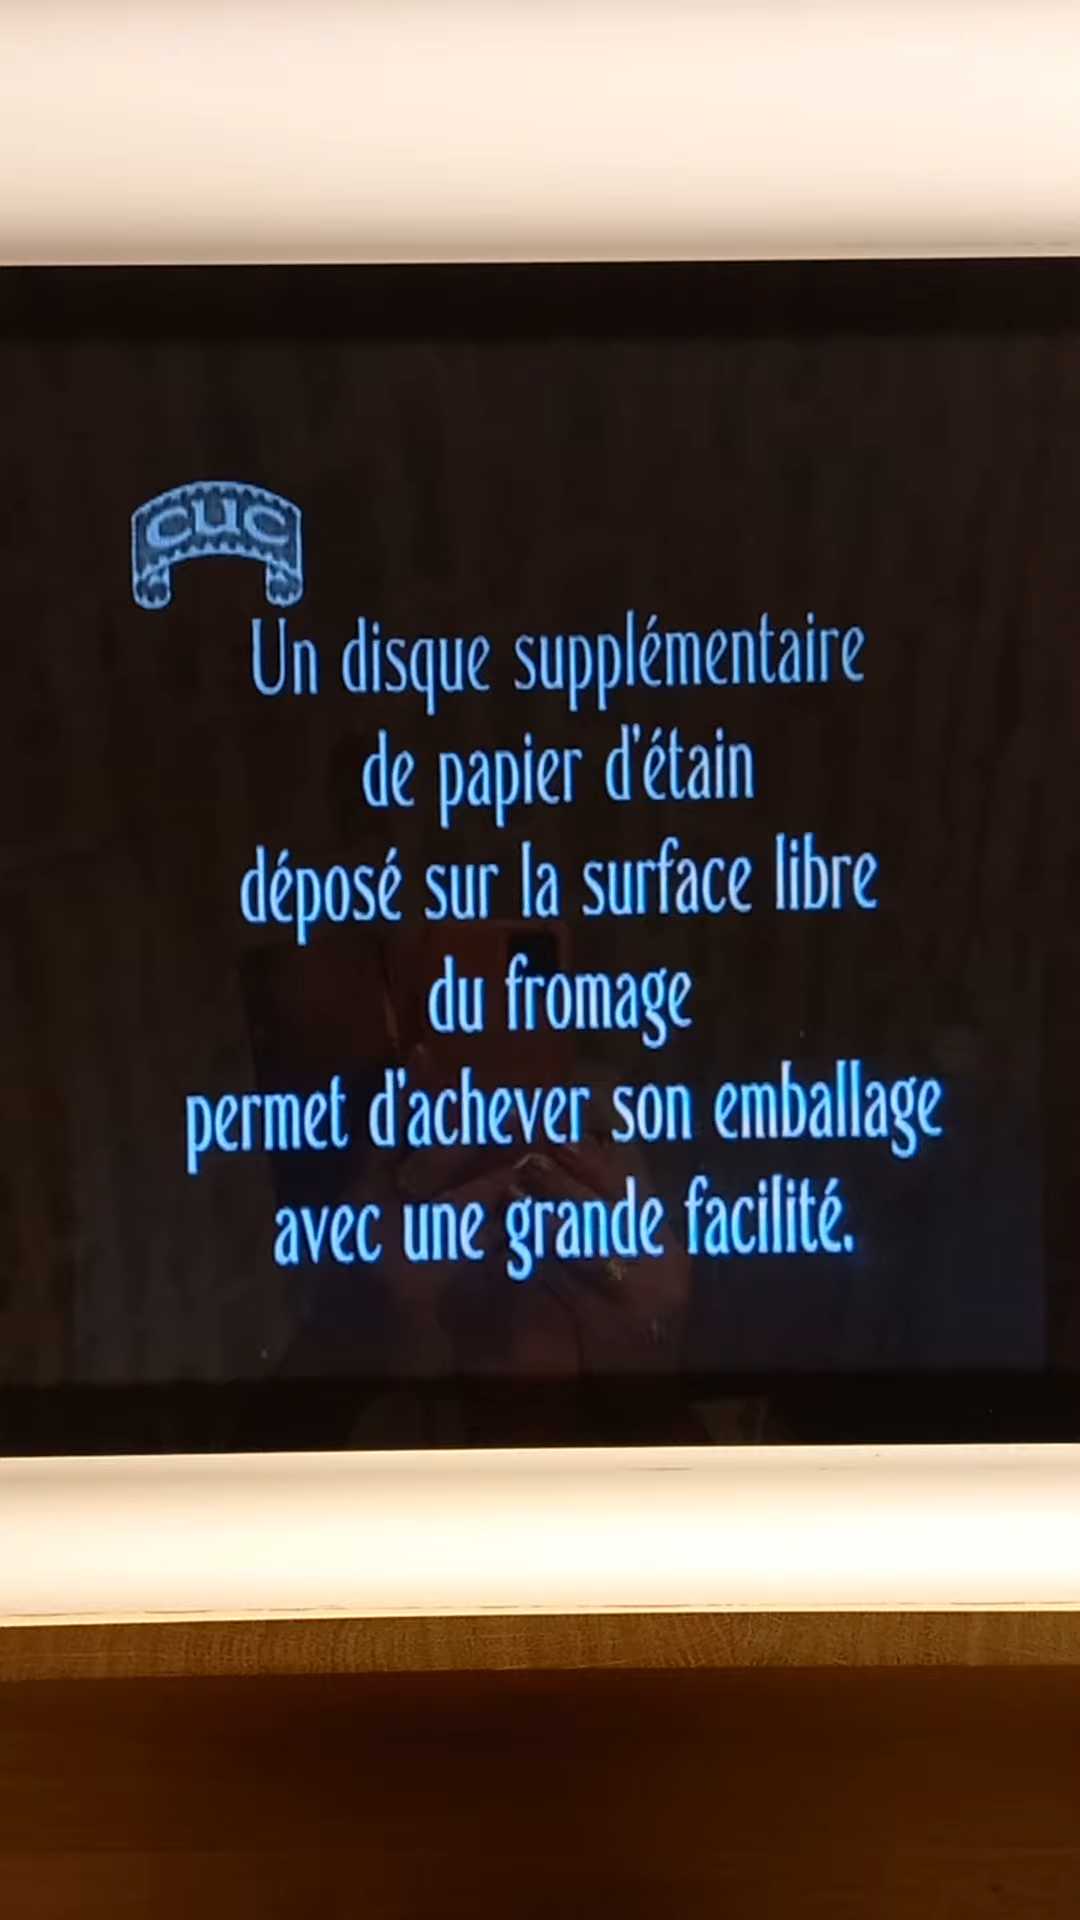 cuc
Un disque supplémentaire
de papier d'étain
déposé sur la surface libre
du fromage
permet d'achever son emballage
avec une grande facilité.